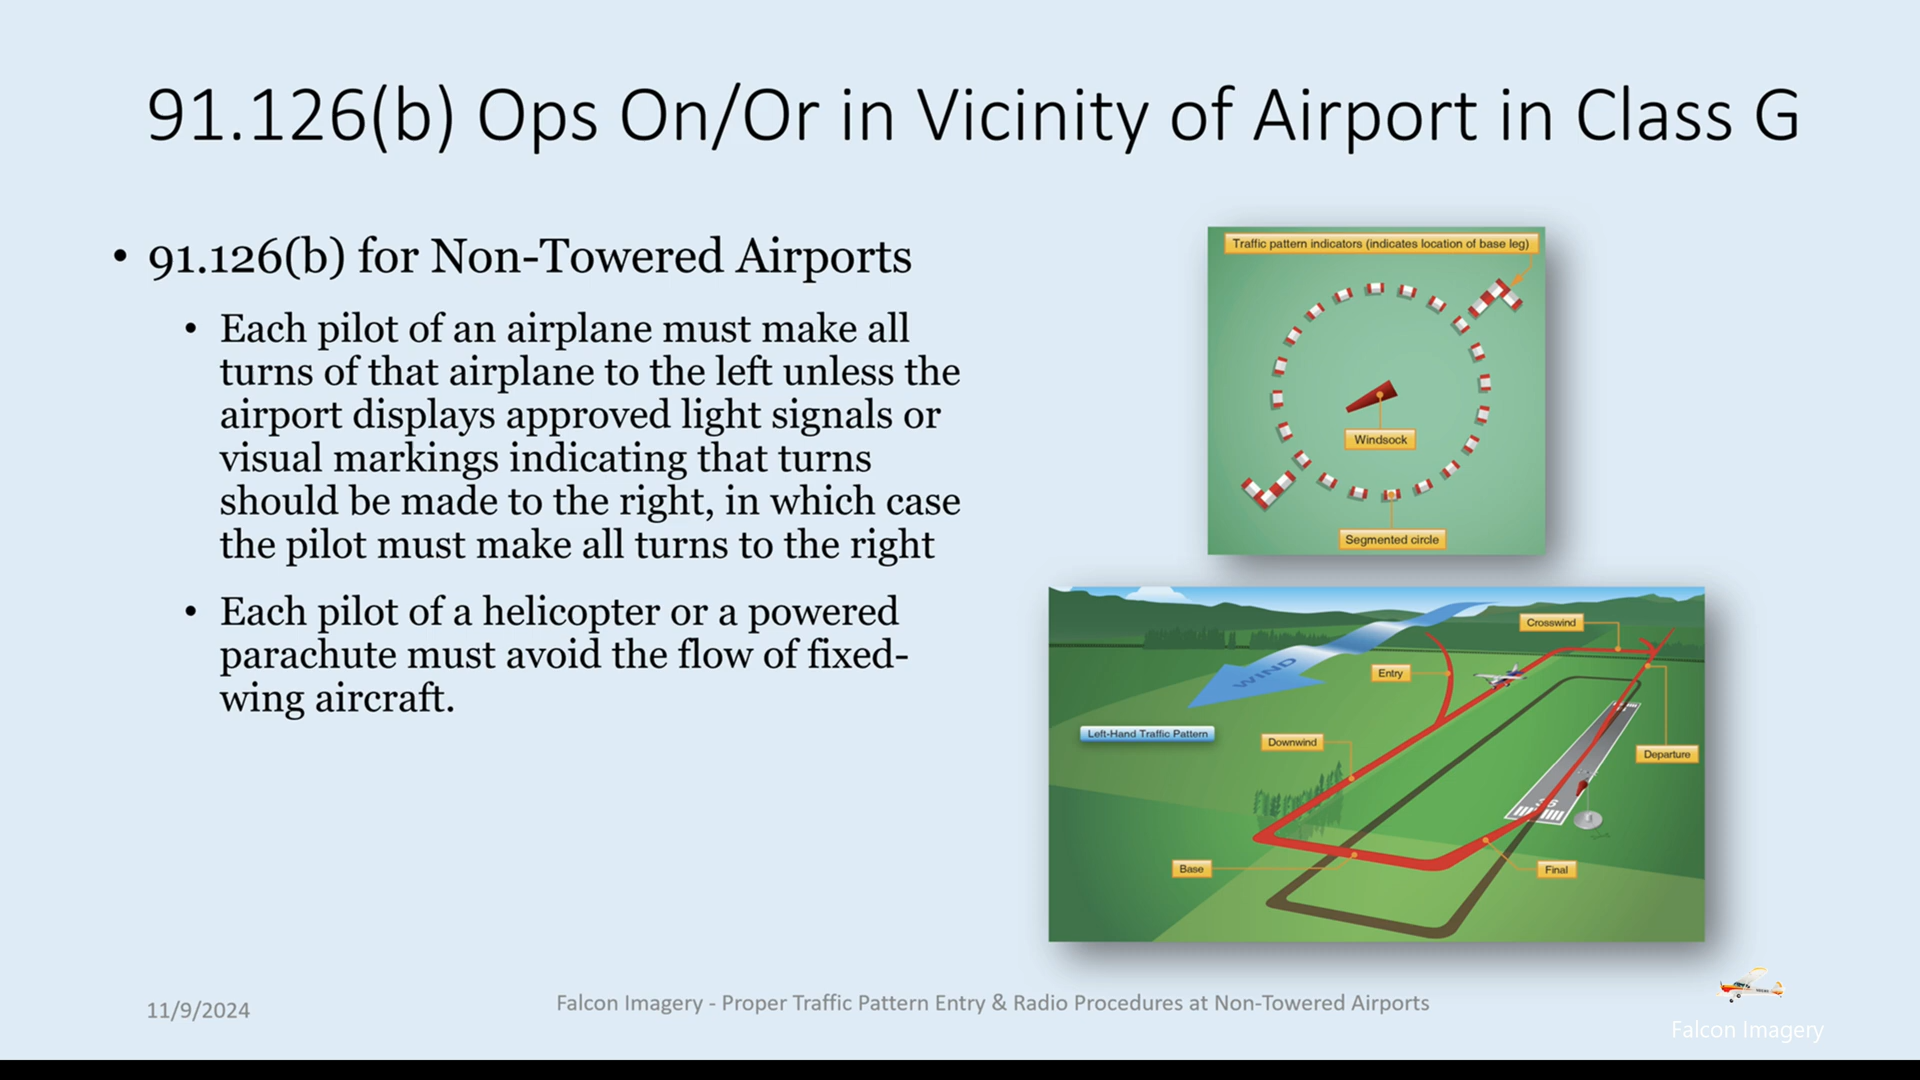 91.126(b) Ops On/Or in Vicinity of Airport in Class G
• 91.126(b) for Non-Towered Airports
• Each pilot of an airplane must make all
turns of that airplane to the left unless the
airport displays approved light signals or
visual markings indicating that turns
should be made to the right, in which case
the pilot must make all turns to the right
• Each pilot of a helicopter or a powered
parachute must avoid the flow of fixed-
wing aircraft.
Traffic pattern indicators (indicates location of base leg)
Windsock
Segmented circle
Crosswind
WIND
Entry
Left-Hand Traffic Pattern
Downwind
Departure
Base
Final
11/9/2024
Falcon Imagery - Proper Traffic Pattern Entry & Radio Procedures at Non-Towered Airports
Falcon Imagery